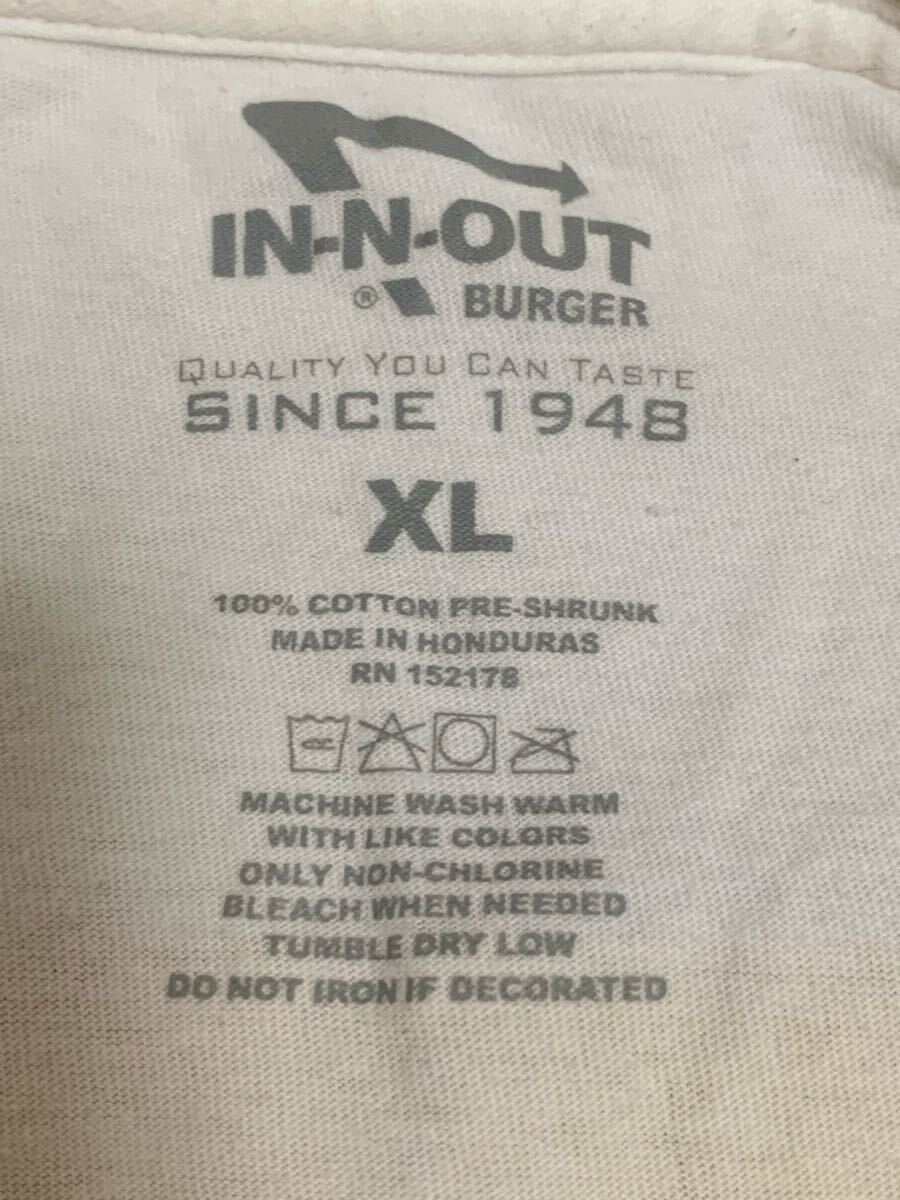 IN-N-OUT
® BURGER
QUALITY YOU CAN TASTE
SINCE 1948
XL
100% COTTON PRE-SHRUNK
MADE IN HONDURAS
RN 152178
MACHINE WASH WARM
WITH LIKE COLORS
ONLY NON-CHLORINE
BLEACH WHEN NEEDED
TUMBLE DRY LOW
DO NOT IRON IF DECORATED